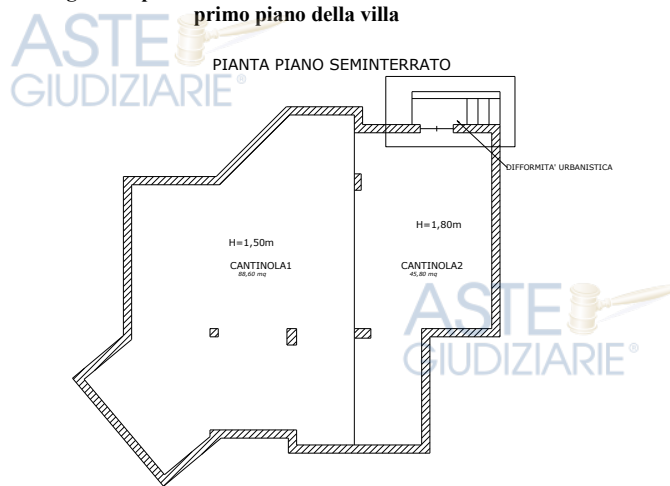 primo piano della villa
ASTE
GIUDIZIARIE®
PIANTA PIANO SEMINTERRATO
DIFFORMITA' URBANISTICA
H=1,80m
H=1,50m
CANTINOLA1
88,60 mq
CANTINOLA2
45,80 mq
ASTE
GIUDIZIARIE®